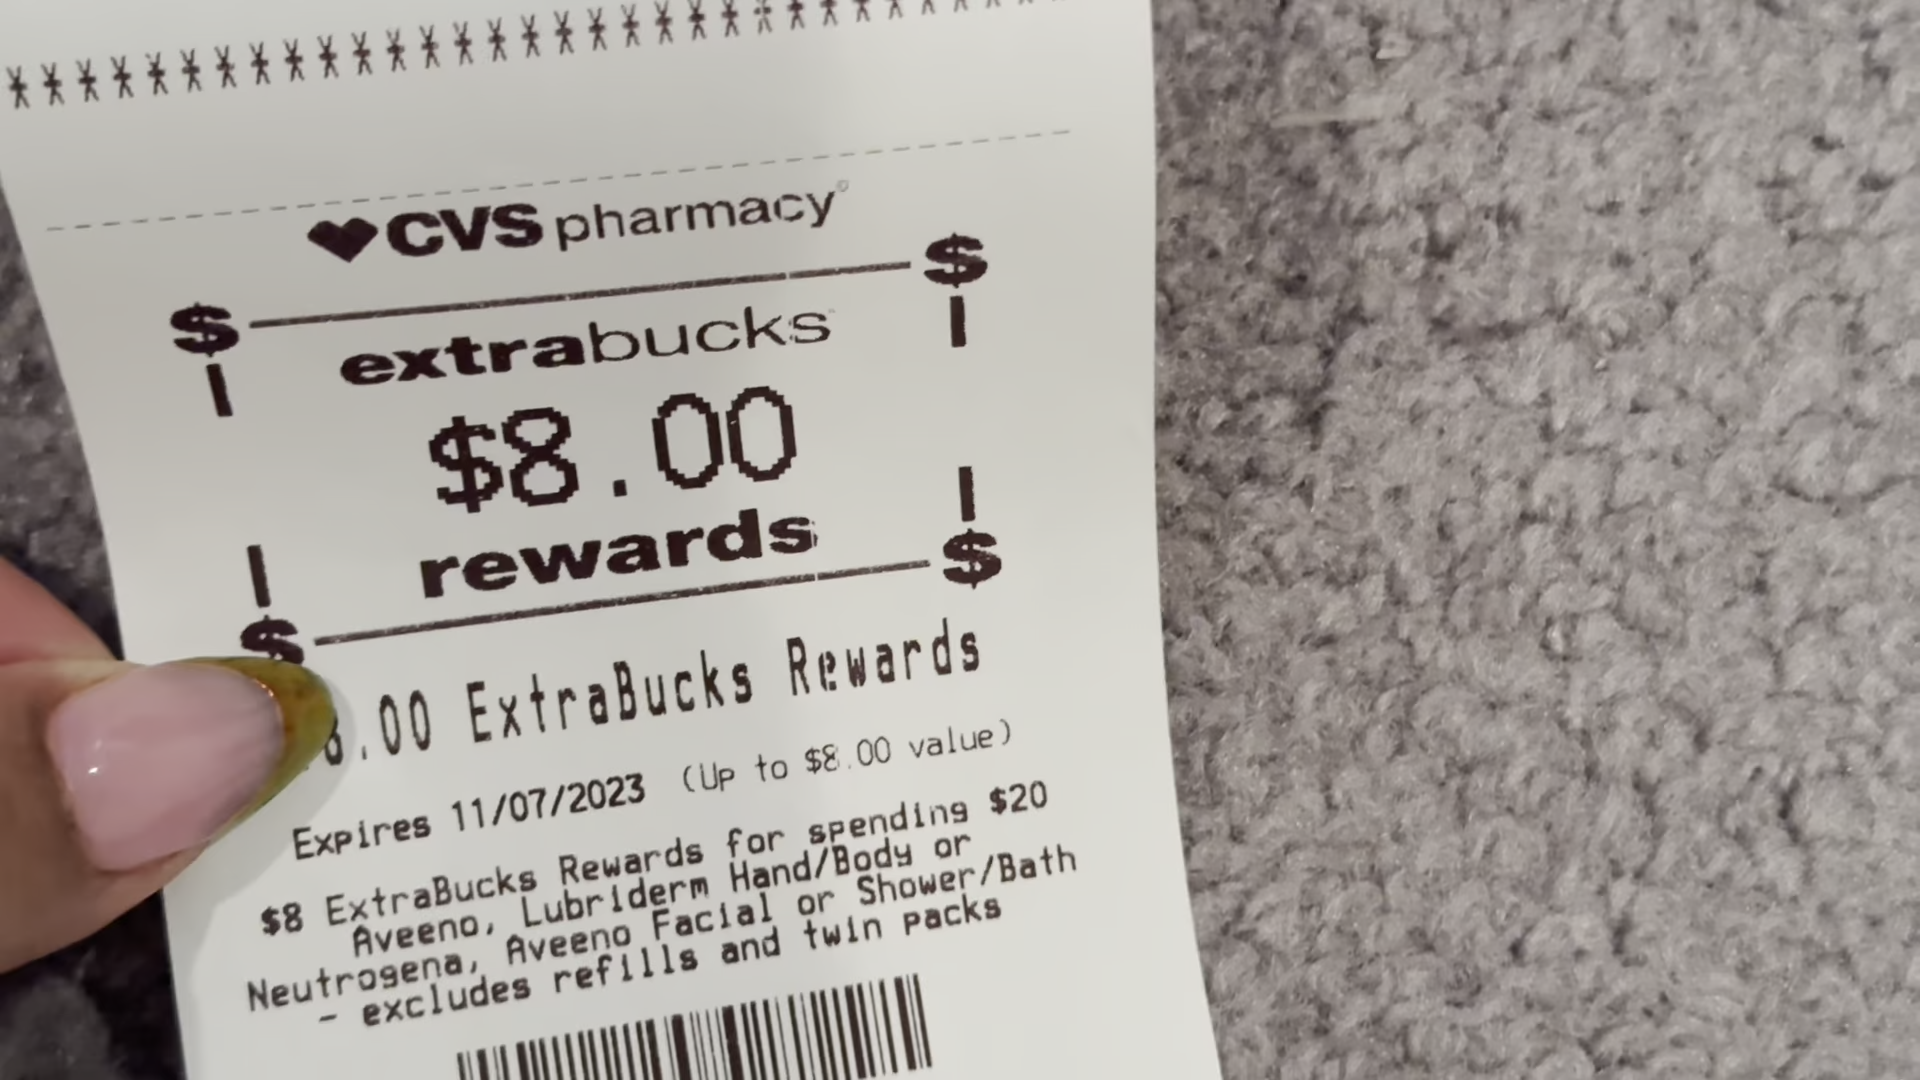 ********************************
CVS pharmacy®
$ $
extrabucks
$8.00
rewards
$ $
8.00 ExtraBucks Rewards
Expires 11/07/2023 (Up to $8.00 value)
$8 ExtraBucks Rewards for spending $20
Aveeno, Lubriderm Hand/Body or
Neutrogena, Aveeno Facial or Shower/Bath
- excludes refills and twin packs